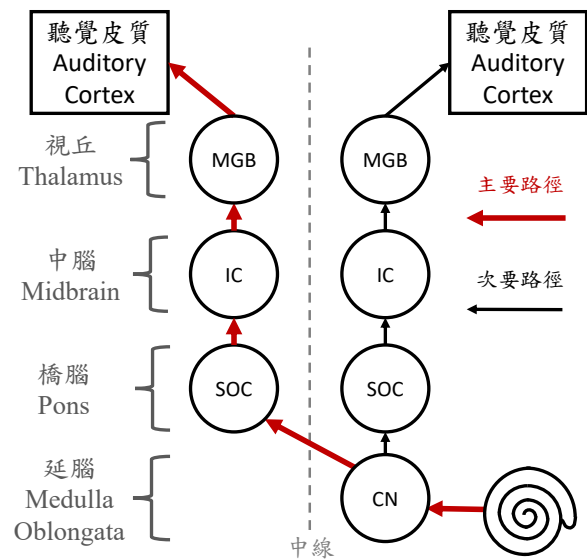 聽覺皮質
Auditory
Cortex
聽覺皮質
Auditory
Cortex
視丘
Thalamus
MGB
MGB
主要路徑
中腦
Midbrain
IC
IC
次要路徑
橋腦
Pons
SOC
SOC
延腦
Medulla
Oblongata
CN
中線